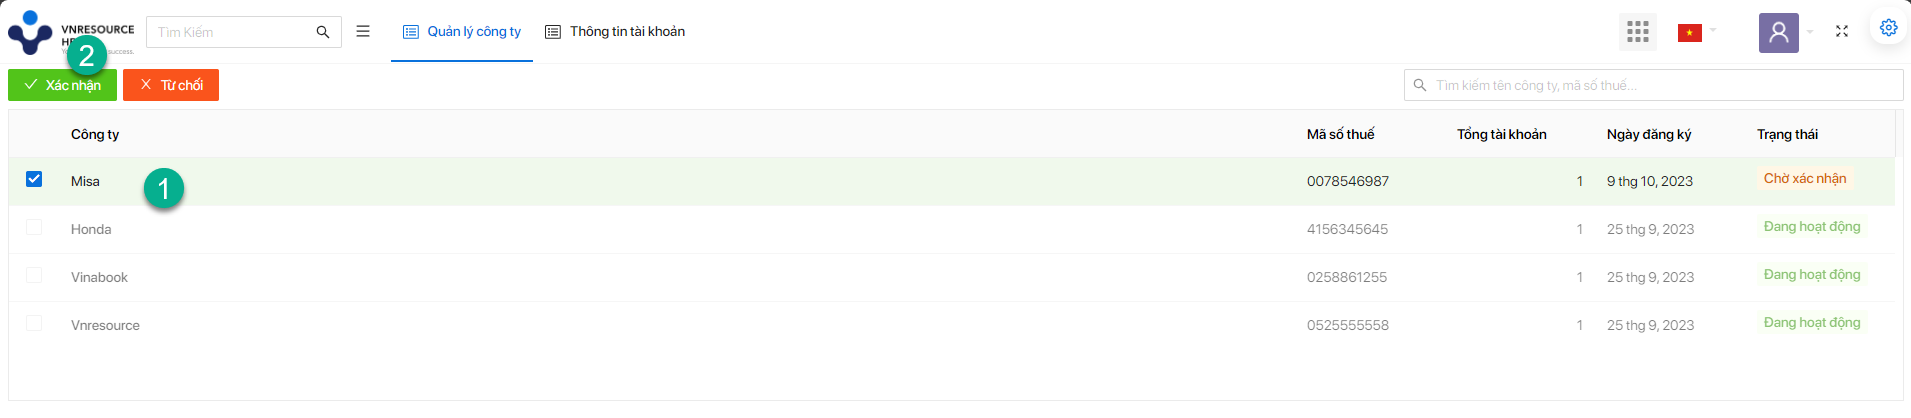 VNRESOURCE
Tìm Kiếm
Quản lý công ty
Thông tin tài khoản
success.
2
Xác nhận
Từ chối
Tìm kiếm tên công ty, mã số thuế...
Công ty Mã số thuế Tổng tài khoản Ngày đăng ký Trạng thái
Misa 1 0078546987 1 9 thg 10, 2023 Chờ xác nhận
Honda 4156345645 1 25 thg 9, 2023 Đang hoạt động
Vinabook 0258861255 1 25 thg 9, 2023 Đang hoạt động
Vnresource 0525555558 1 25 thg 9, 2023 Đang hoạt động